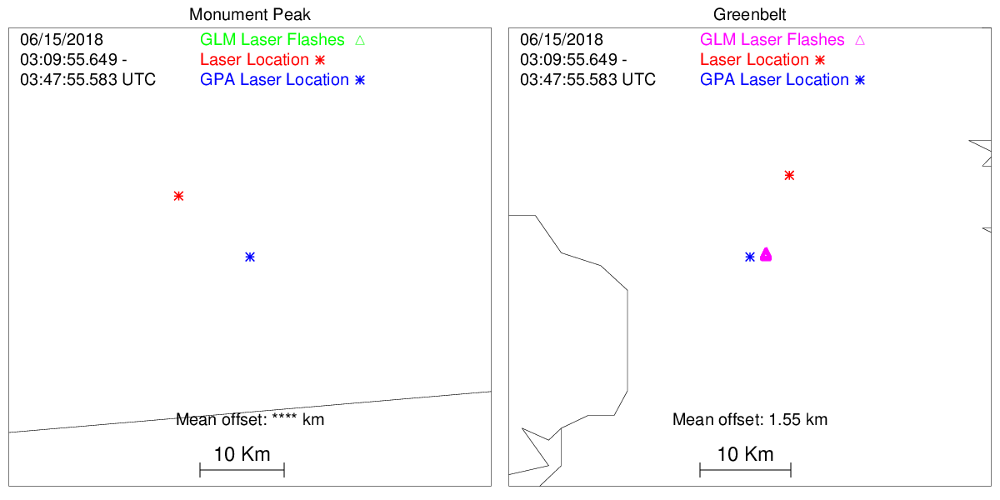 Monument Peak
06/15/2018
03:09:55.649 -
03:47:55.583 UTC
GLM Laser Flashes △
Laser Location ✳
GPA Laser Location ✳
Mean offset: **** km
10 Km
Greenbelt
06/15/2018
03:09:55.649 -
03:47:55.583 UTC
GLM Laser Flashes △
Laser Location ✳
GPA Laser Location ✳
Mean offset: 1.55 km
10 Km